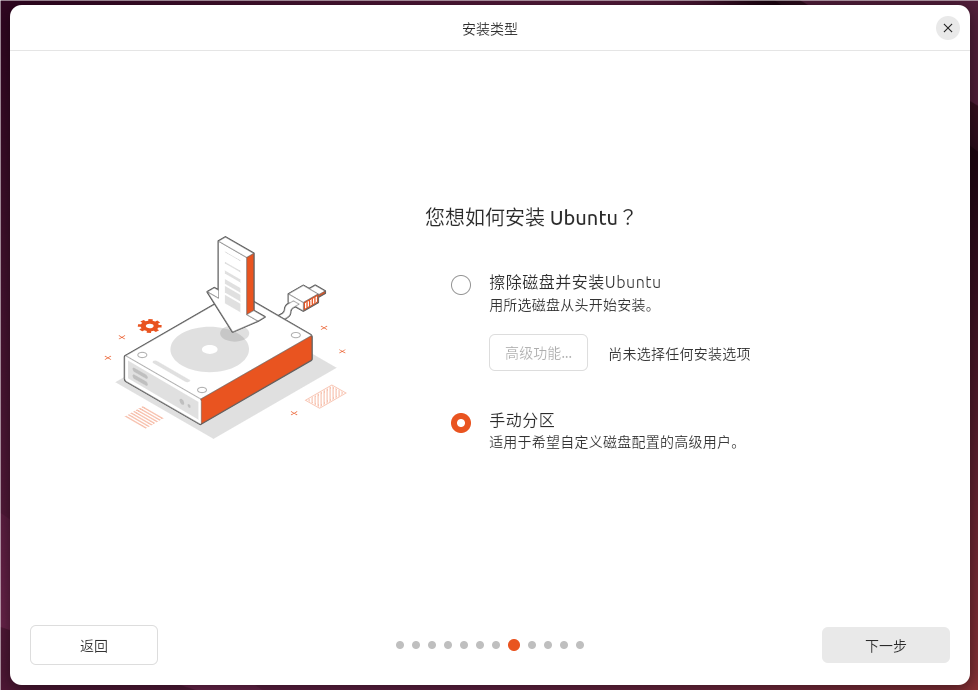 安装类型
您想如何安装 Ubuntu？
擦除磁盘并安装Ubuntu
用所选磁盘从头开始安装。
高级功能... 尚未选择任何安装选项
手动分区
适用于希望自定义磁盘配置的高级用户。
返回
下一步